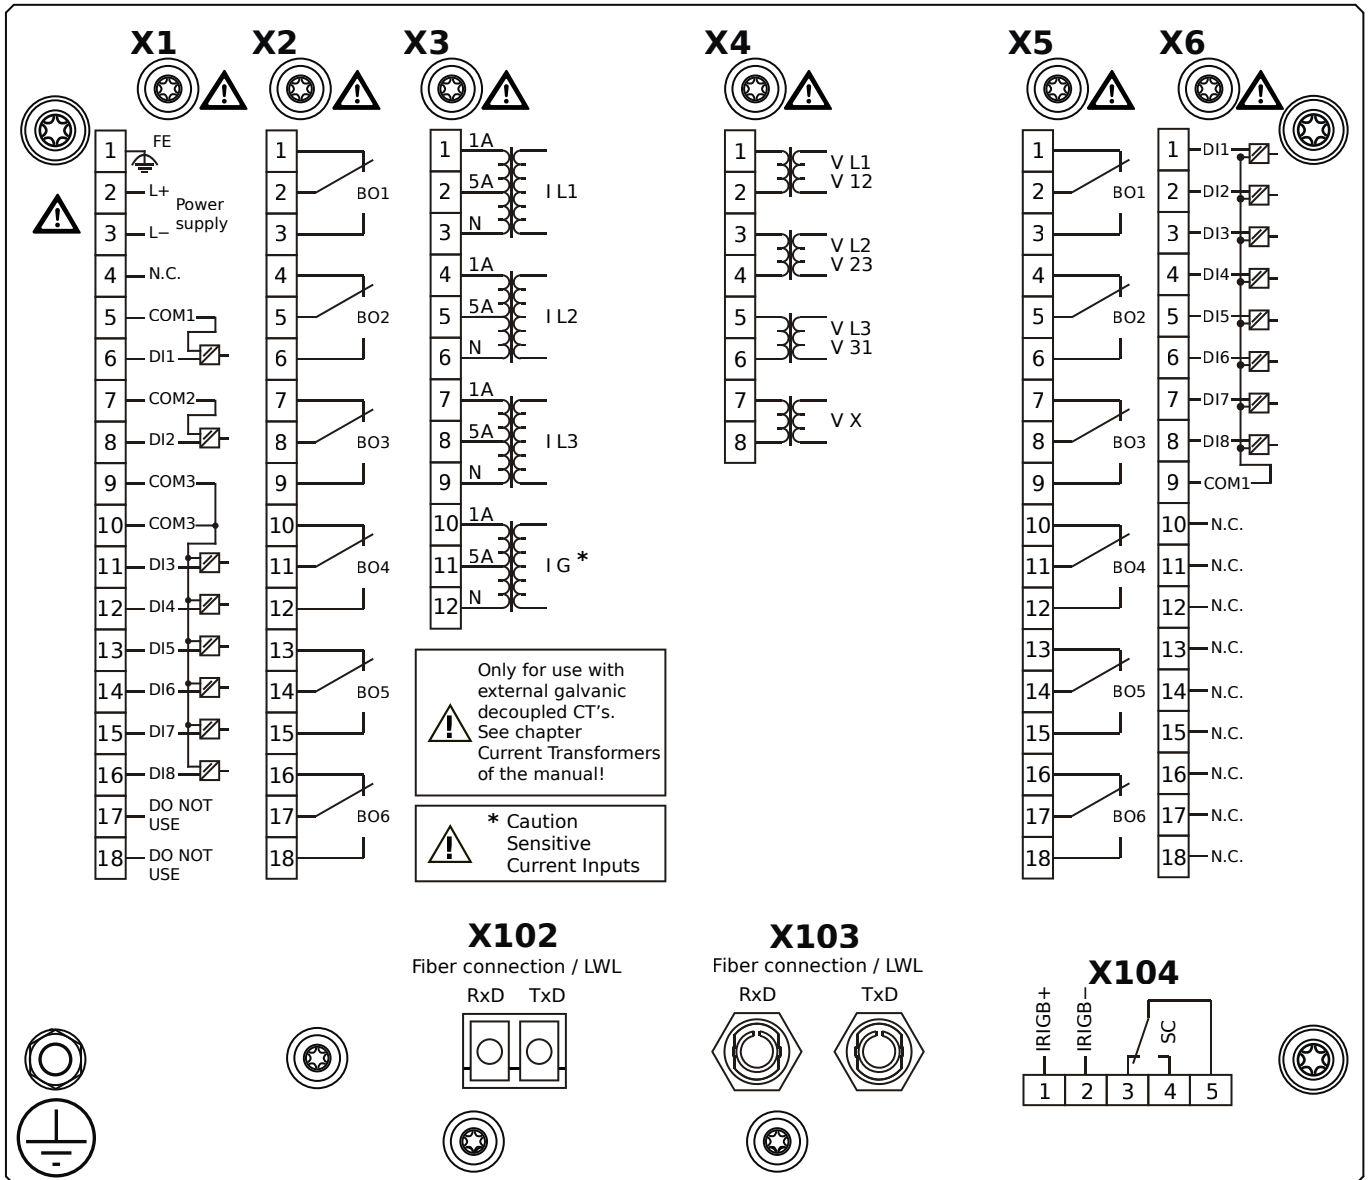 X1 X2 X3 X4 X5 X6
1 FE
2 L+
Power
supply
3 L−
4 N.C.
5 COM1
6 DI1
7 COM2
8 DI2
9 COM3
10 COM3
11 DI3
12 DI4
13 DI5
14 DI6
15 DI7
16 DI8
17 DO NOT
USE
18 DO NOT
USE
1
2 BO1
3
4
5 BO2
6
7
8 BO3
9
10
11 BO4
12
13
14 BO5
15
16
17 BO6
18
1 1A
2 5A I L1
3 N
4 1A
5 5A I L2
6 N
7 1A
8 5A I L3
9 N
10 1A
11 5A I G *
12 N
Only for use with
external galvanic
decoupled CT's.
See chapter
Current Transformers
of the manual!
* Caution
Sensitive
Current Inputs
1 V L1
2 V 12
3 V L2
4 V 23
5 V L3
6 V 31
7 V X
8
1
2 BO1
3
4
5 BO2
6
7
8 BO3
9
10
11 BO4
12
13
14 BO5
15
16
17 BO6
18
1 DI1
2 DI2
3 DI3
4 DI4
5 DI5
6 DI6
7 DI7
8 DI8
9 COM1
10 N.C.
11 N.C.
12 N.C.
13 N.C.
14 N.C.
15 N.C.
16 N.C.
17 N.C.
18 N.C.
X102
Fiber connection / LWL
RxD TxD
X103
Fiber connection / LWL
RxD TxD
X104
IRIGB+
IRIGB−
SC
1 2 3 4 5